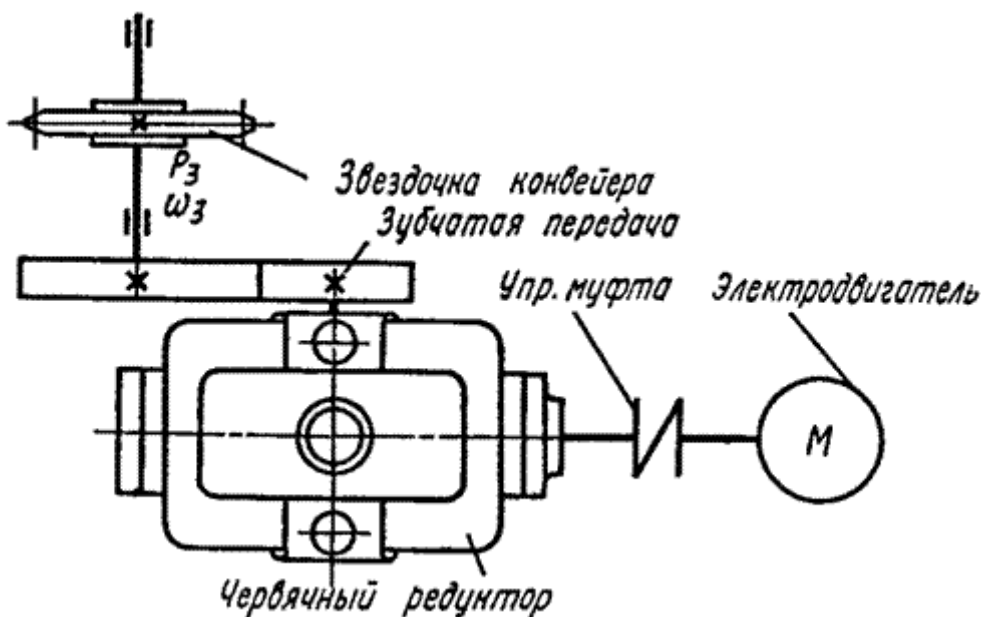 P₃
ω₃
Звездочка конвейера
Зубчатая передача
Упр. муфта
Электродвигатель
М
Червячный редуктор